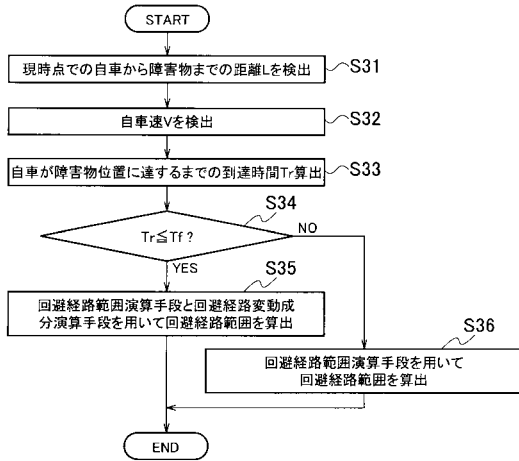 START
現時点での自車から障害物までの距離Lを検出
S31
自車速Vを検出
S32
自車が障害物位置に達するまでの到達時間Tr算出
S33
S34
Tr≦Tf?
NO
YES
S35
回避経路範囲演算手段と回避経路変動成
分演算手段を用いて回避経路範囲を算出
S36
回避経路範囲演算手段を用いて
回避経路範囲を算出
END